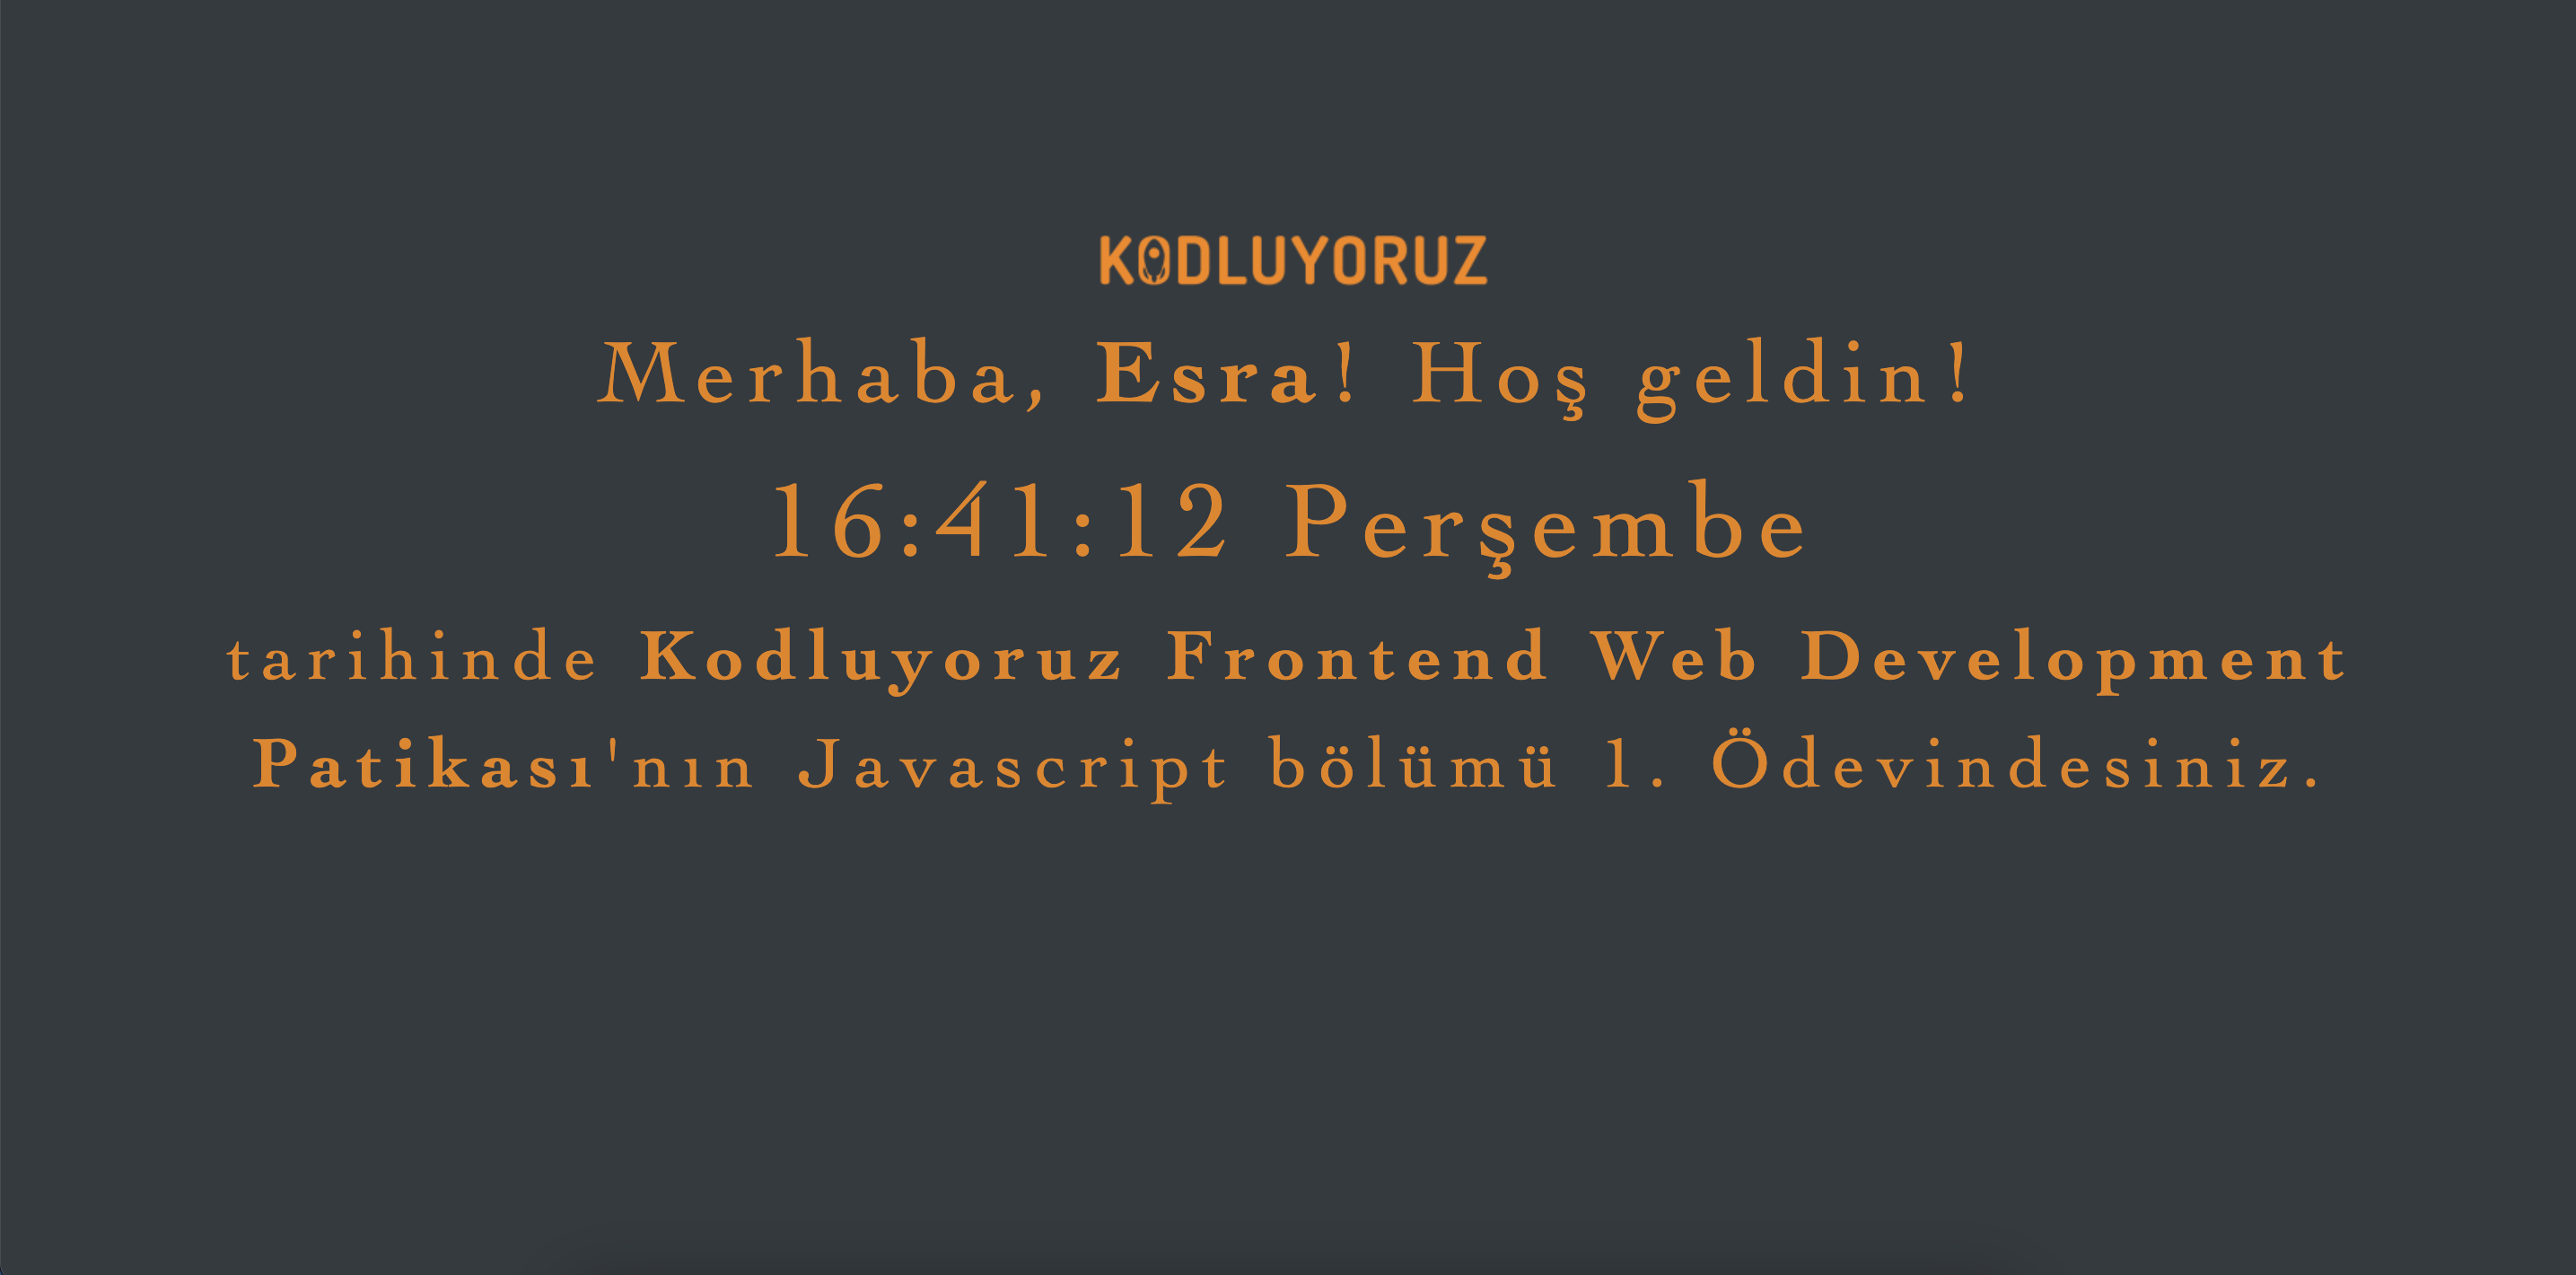 KODLUYORUZ
Merhaba, Esra! Hoş geldin!
16:41:12 Perşembe
tarihinde Kodluyoruz Frontend Web Development
Patikası'nın Javascript bölümü 1. Ödevindesiniz.